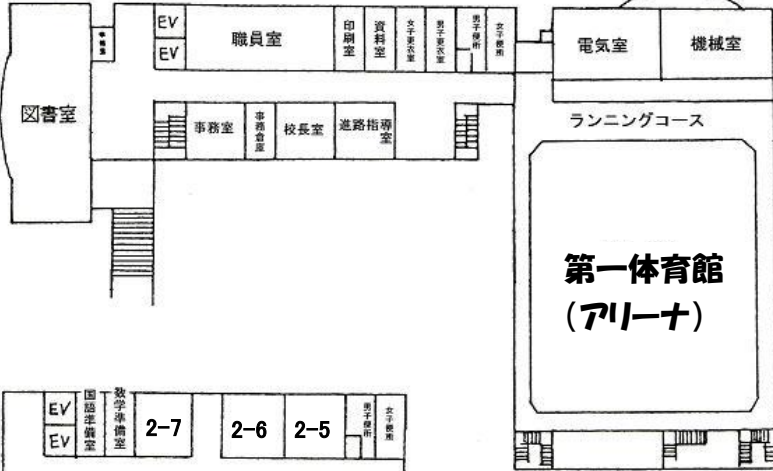 図書室
EV
EV
職員室
印刷室
資料室
女子更衣室
男子更衣室
男子便所
女子便所
電気室
機械室
事務室
事務倉庫
校長室
進路指導室
ランニングコース
第一体育館
(アリーナ)
EV
EV
国語準備室
数学準備室
2-7
2-6
2-5
男子便所
女子便所